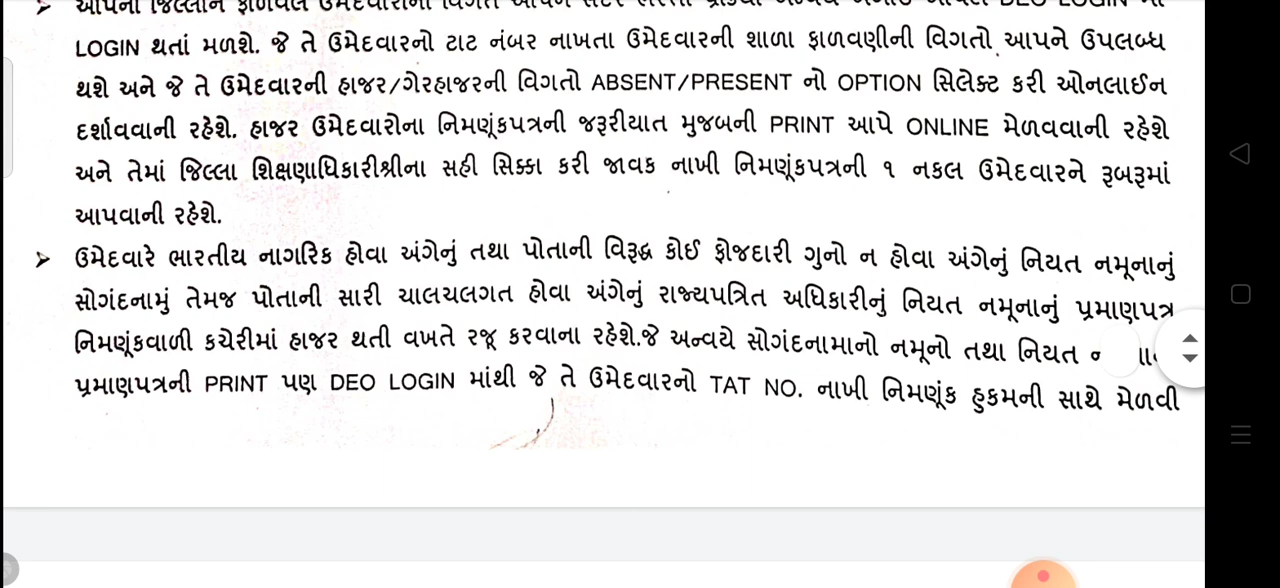 LOGIN થતાં મળશે. જે તે ઉમેદવારનો ટાટ નંબર નાખતા ઉમેદવારની શાળા ફાળવણીની વિગતો આપને ઉપલબ્ધ
થશે અને જે તે ઉમેદવારની હાજર/ગેરહાજરની વિગતો ABSENT/PRESENT નો OPTION સિલેક્ટ કરી ઓનલાઈન
દર્શાવવાની રહેશે. હાજર ઉમેદવારોના નિમણૂંકપત્રની જરૂરીયાત મુજબની PRINT આપે ONLINE મેળવવાની રહેશે
અને તેમાં જિલ્લા શિક્ષણાધિકારીશ્રીના સહી સિક્કા કરી જાવક નાખી નિમણૂંકપત્રની ૧ નકલ ઉમેદવારને રૂબરૂમાં
આપવાની રહેશે.
➢ ઉમેદવારે ભારતીય નાગરિક હોવા અંગેનું તથા પોતાની વિરૂદ્ધ કોઈ ફોજદારી ગુનો ન હોવા અંગેનું નિયત નમૂનાનું
સોગંદનામું તેમજ પોતાની સારી ચાલચલગત હોવા અંગેનું રાજ્યપત્રિત અધિકારીનું નિયત નમૂનાનું પ્રમાણપત્ર
નિમણૂંકવાળી કચેરીમાં હાજર થતી વખતે રજૂ કરવાના રહેશે.જે અન્વયે સોગંદનામાનો નમૂનો તથા નિયત
પ્રમાણપત્રની PRINT પણ DEO LOGIN માંથી જે તે ઉમેદવારનો TAT NO. નાખી નિમણૂંક હુકમની સાથે મેળવી